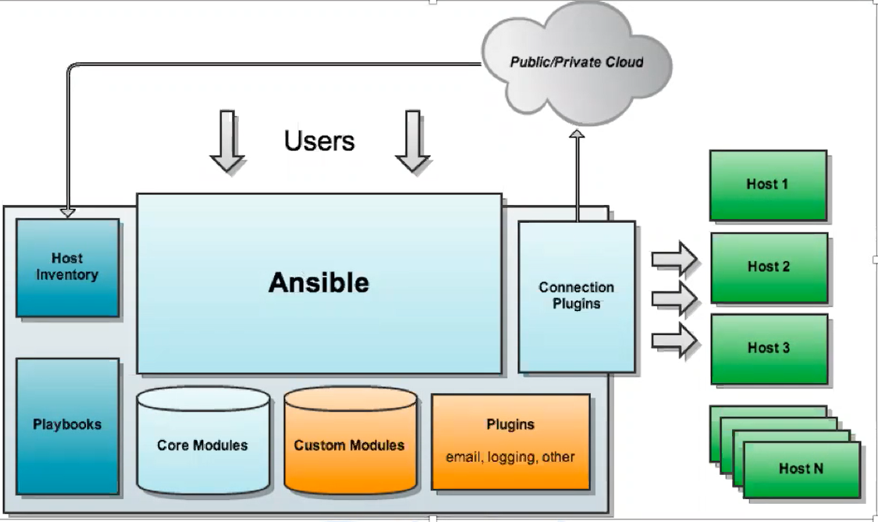 Public/Private Cloud
Users
Host 1
Host
Inventory
Ansible
Connection
Plugins
Host 2
Host 3
Playbooks
Core Modules
Custom Modules
Plugins
email, logging, other
Host N